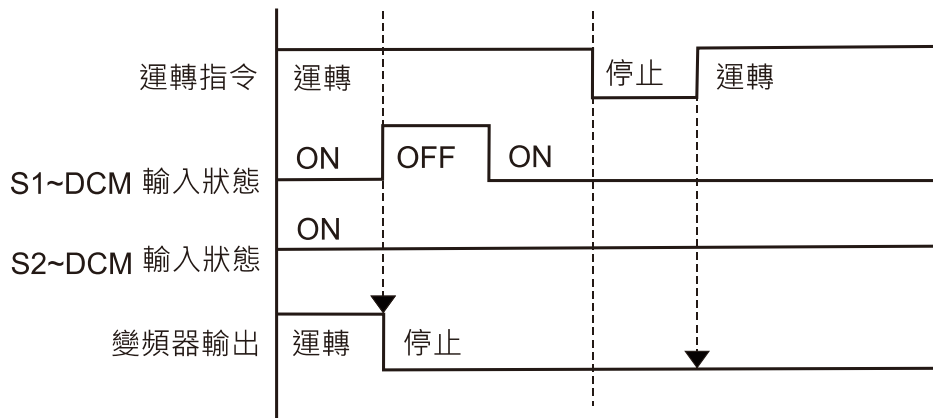 運轉指令 運轉 停止 運轉
S1~DCM 輸入狀態 ON OFF ON
S2~DCM 輸入狀態 ON
變頻器輸出 運轉 停止